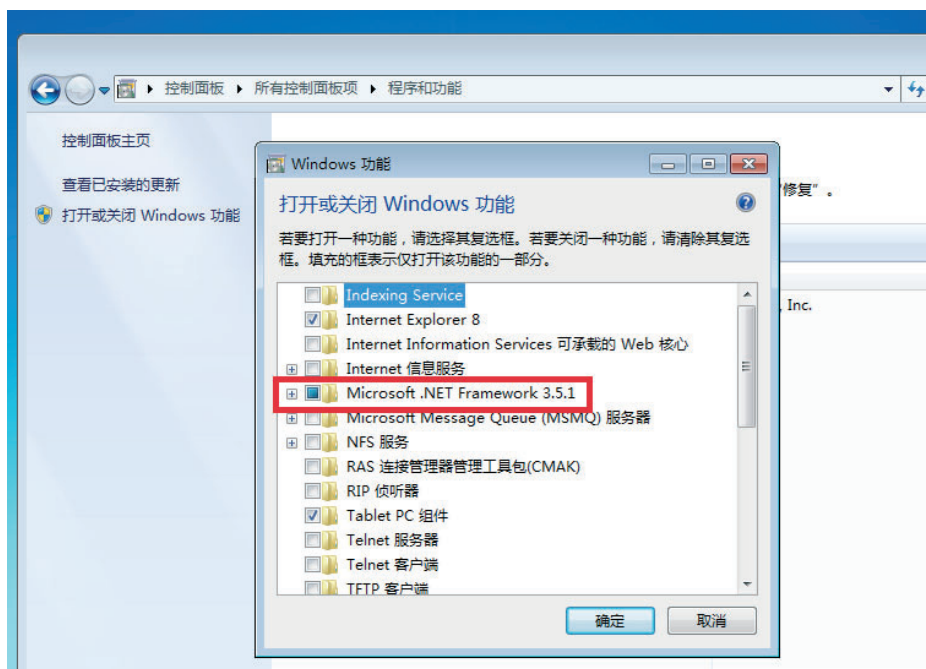 控制面板 ▸ 所有控制面板项 ▸ 程序和功能
控制面板主页
查看已安装的更新
打开或关闭 Windows 功能
修复”。
, Inc.
Windows 功能
打开或关闭 Windows 功能
若要打开一种功能，请选择其复选框。若要关闭一种功能，请清除其复选
框。填充的框表示仅打开该功能的一部分。
Indexing Service
Internet Explorer 8
Internet Information Services 可承载的 Web 核心
Internet 信息服务
Microsoft .NET Framework 3.5.1
Microsoft Message Queue (MSMQ) 服务器
NFS 服务
RAS 连接管理器管理工具包(CMAK)
RIP 侦听器
Tablet PC 组件
Telnet 服务器
Telnet 客户端
TFTP 客户端
确定
取消